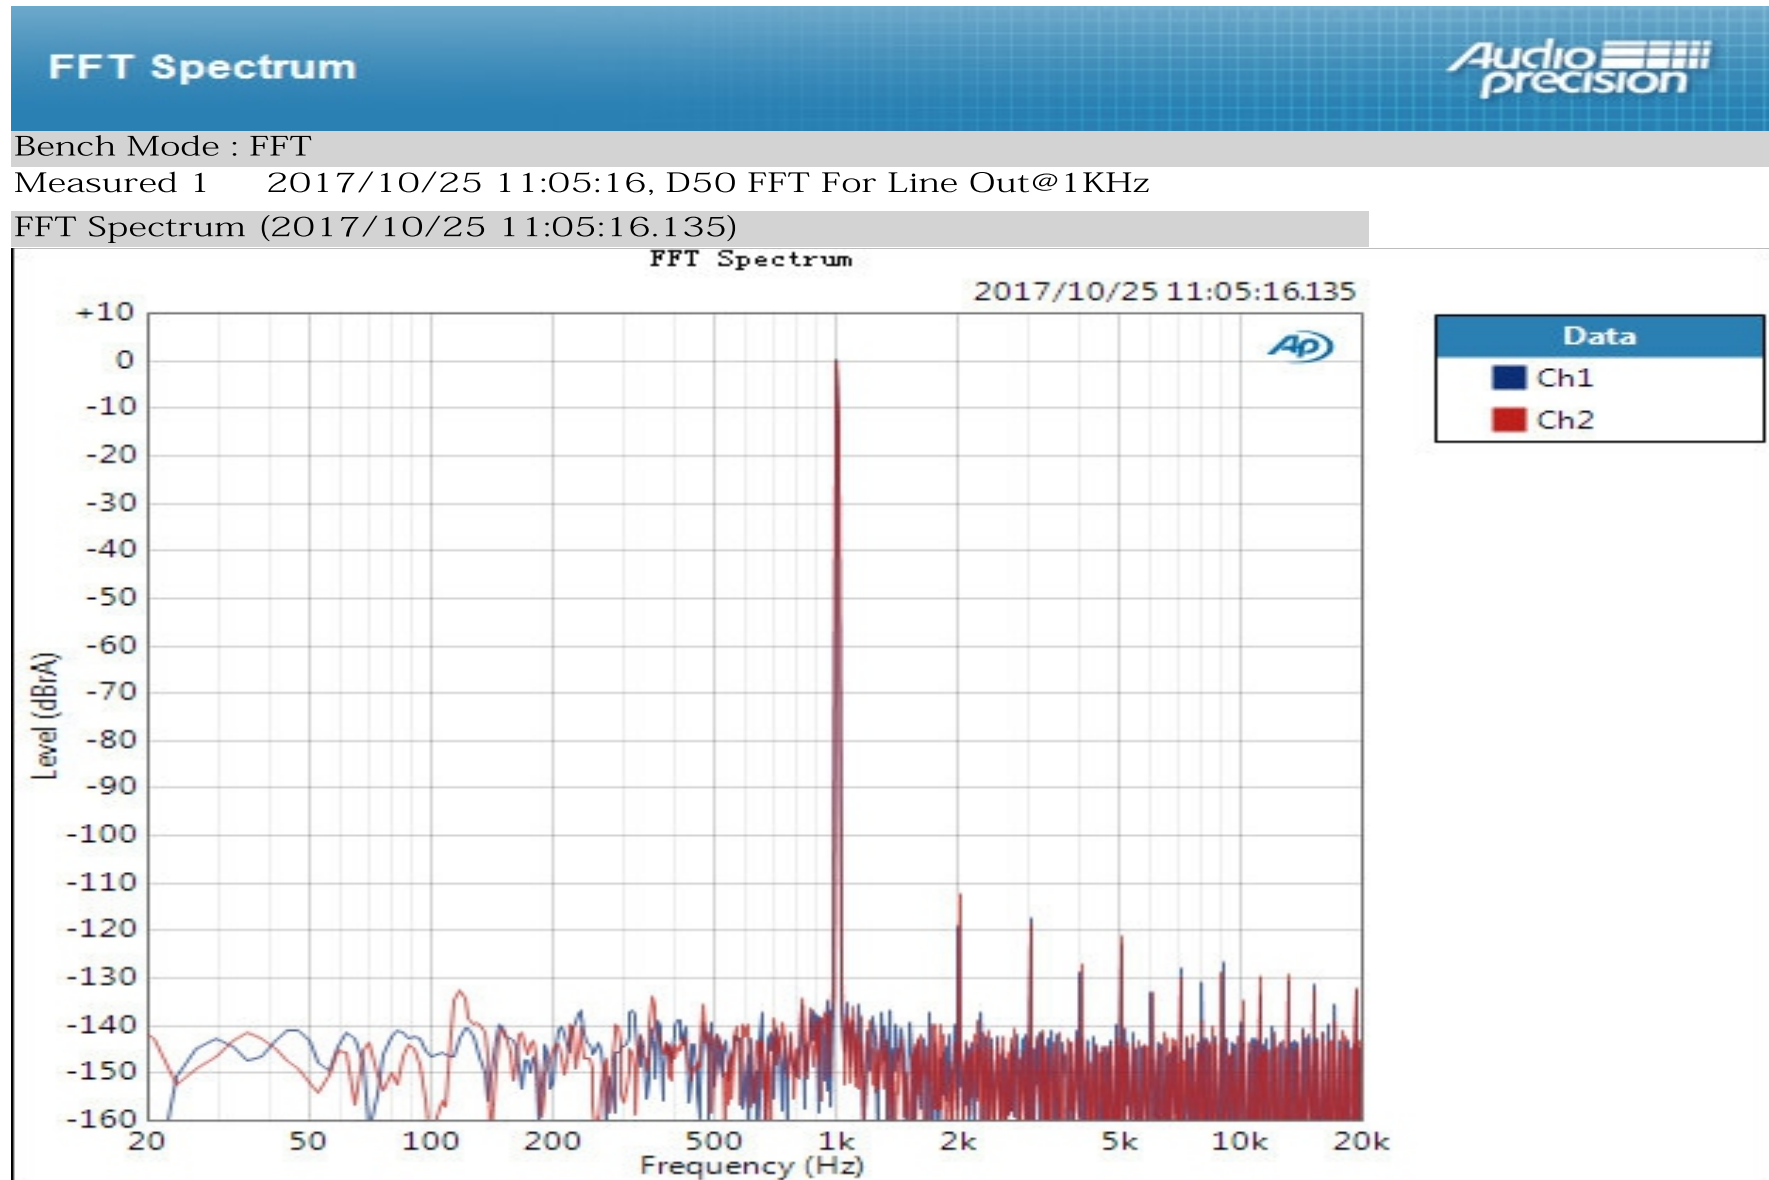 FFT Spectrum
Audio precision
Bench Mode : FFT
Measured 1 2017/10/25 11:05:16, D50 FFT For Line Out@1KHz
FFT Spectrum (2017/10/25 11:05:16.135)
FFT Spectrum
2017/10/25 11:05:16.135
AP
Data
Ch1
Ch2
Level (dBrA)
+10
0
-10
-20
-30
-40
-50
-60
-70
-80
-90
-100
-110
-120
-130
-140
-150
-160
20 50 100 200 500 1k 2k 5k 10k 20k
Frequency (Hz)